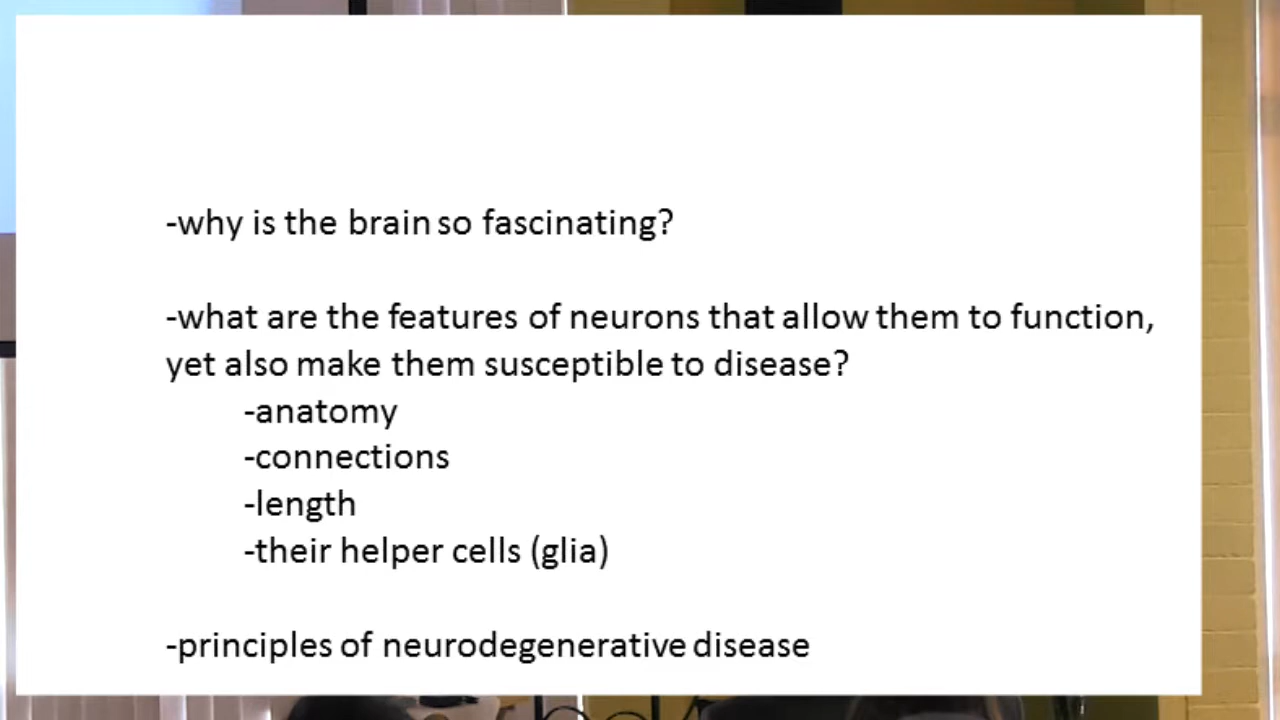 -why is the brain so fascinating?
-what are the features of neurons that allow them to function,
yet also make them susceptible to disease?
-anatomy
-connections
-length
-their helper cells (glia)
-principles of neurodegenerative disease